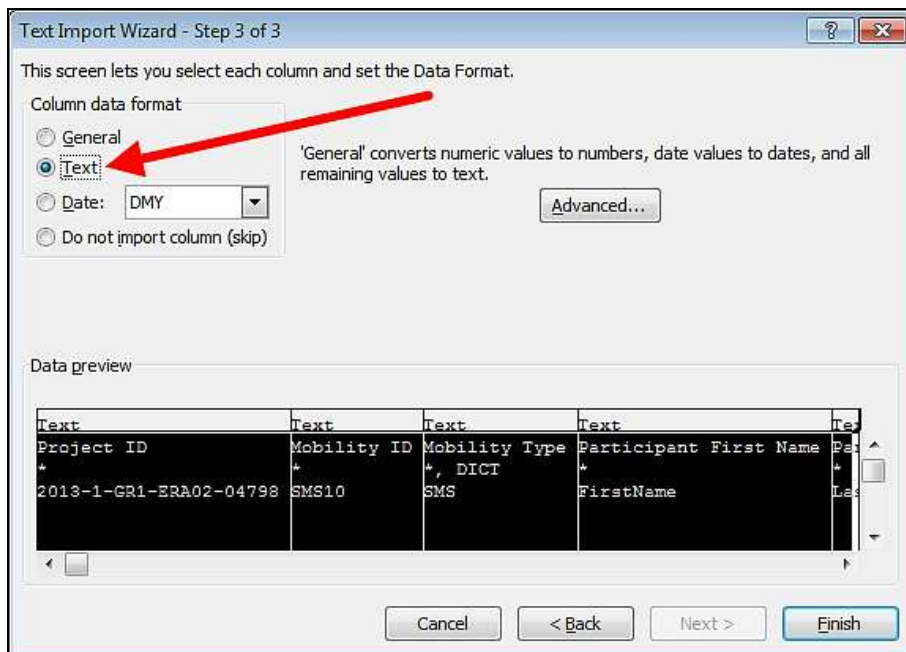 Text Import Wizard - Step 3 of 3
This screen lets you select each column and set the Data Format.
Column data format
General
Text
Date: DMY
Do not import column (skip)
'General' converts numeric values to numbers, date values to dates, and all
remaining values to text.
Advanced...
Data preview
Text Text Text Text Tex
Project ID Mobility ID Mobility Type Participant First Name Par
* * *, DICT * *
2013-1-GR1-ERA02-04798 SMS10 SMS FirstName Las
Cancel < Back Next > Finish